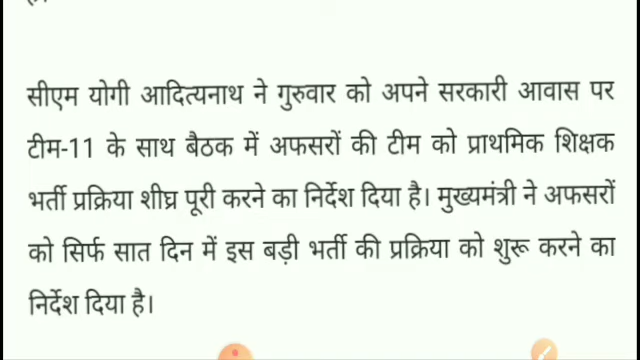 सीएम योगी आदित्यनाथ ने गुरुवार को अपने सरकारी आवास पर
टीम-11 के साथ बैठक में अफसरों की टीम को प्राथमिक शिक्षक
भर्ती प्रक्रिया शीघ्र पूरी करने का निर्देश दिया है। मुख्यमंत्री ने अफसरों
को सिर्फ सात दिन में इस बड़ी भर्ती की प्रक्रिया को शुरू करने का
निर्देश दिया है।